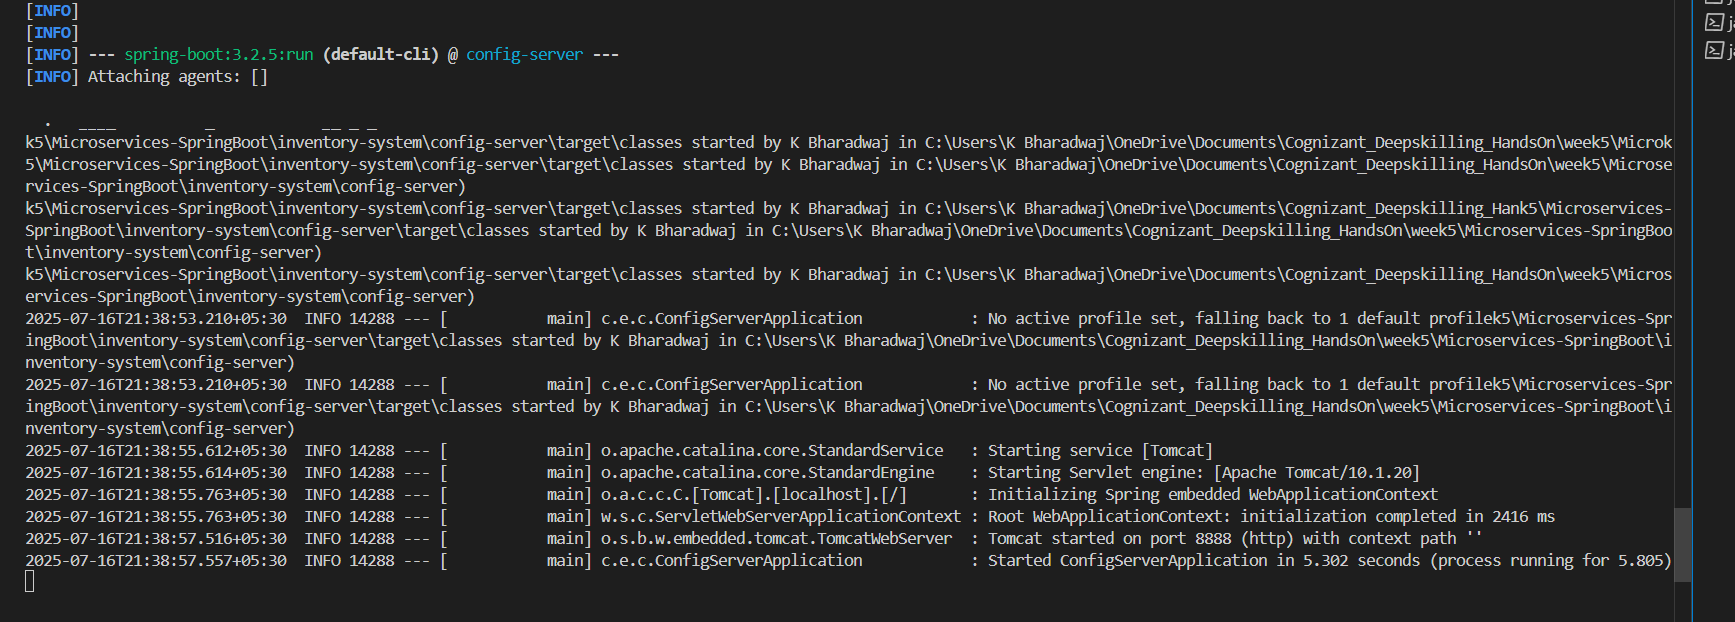 [INFO]
[INFO]
[INFO] --- spring-boot:3.2.5:run (default-cli) @ config-server ---
[INFO] Attaching agents: []
  .   ____          _            __ _ _
k5\Microservices-SpringBoot\inventory-system\config-server\target\classes started by K Bharadwaj in C:\Users\K Bharadwaj\OneDrive\Documents\Cognizant_Deepskilling_HandsOn\week5\Microk
5\Microservices-SpringBoot\inventory-system\config-server\target\classes started by K Bharadwaj in C:\Users\K Bharadwaj\OneDrive\Documents\Cognizant_Deepskilling_HandsOn\week5\Microse
rvices-SpringBoot\inventory-system\config-server)
k5\Microservices-SpringBoot\inventory-system\config-server\target\classes started by K Bharadwaj in C:\Users\K Bharadwaj\OneDrive\Documents\Cognizant_Deepskilling_Hank5\Microservices-
SpringBoot\inventory-system\config-server\target\classes started by K Bharadwaj in C:\Users\K Bharadwaj\OneDrive\Documents\Cognizant_Deepskilling_HandsOn\week5\Microservices-SpringBoo
t\inventory-system\config-server)
k5\Microservices-SpringBoot\inventory-system\config-server\target\classes started by K Bharadwaj in C:\Users\K Bharadwaj\OneDrive\Documents\Cognizant_Deepskilling_HandsOn\week5\Micros
ervices-SpringBoot\inventory-system\config-server)
2025-07-16T21:38:53.210+05:30  INFO 14288 --- [           main] c.e.c.ConfigServerApplication            : No active profile set, falling back to 1 default profilek5\Microservices-Spr
ingBoot\inventory-system\config-server\target\classes started by K Bharadwaj in C:\Users\K Bharadwaj\OneDrive\Documents\Cognizant_Deepskilling_HandsOn\week5\Microservices-SpringBoot\i
nventory-system\config-server)
2025-07-16T21:38:53.210+05:30  INFO 14288 --- [           main] c.e.c.ConfigServerApplication            : No active profile set, falling back to 1 default profilek5\Microservices-Spr
ingBoot\inventory-system\config-server\target\classes started by K Bharadwaj in C:\Users\K Bharadwaj\OneDrive\Documents\Cognizant_Deepskilling_HandsOn\week5\Microservices-SpringBoot\i
nventory-system\config-server)
2025-07-16T21:38:55.612+05:30  INFO 14288 --- [           main] o.apache.catalina.core.StandardService   : Starting service [Tomcat]
2025-07-16T21:38:55.614+05:30  INFO 14288 --- [           main] o.apache.catalina.core.StandardEngine    : Starting Servlet engine: [Apache Tomcat/10.1.20]
2025-07-16T21:38:55.763+05:30  INFO 14288 --- [           main] o.a.c.c.C.[Tomcat].[localhost].[/]       : Initializing Spring embedded WebApplicationContext
2025-07-16T21:38:55.763+05:30  INFO 14288 --- [           main] w.s.c.ServletWebServerApplicationContext : Root WebApplicationContext: initialization completed in 2416 ms
2025-07-16T21:38:57.516+05:30  INFO 14288 --- [           main] o.s.b.w.embedded.tomcat.TomcatWebServer  : Tomcat started on port 8888 (http) with context path ''
2025-07-16T21:38:57.557+05:30  INFO 14288 --- [           main] c.e.c.ConfigServerApplication            : Started ConfigServerApplication in 5.302 seconds (process running for 5.805)